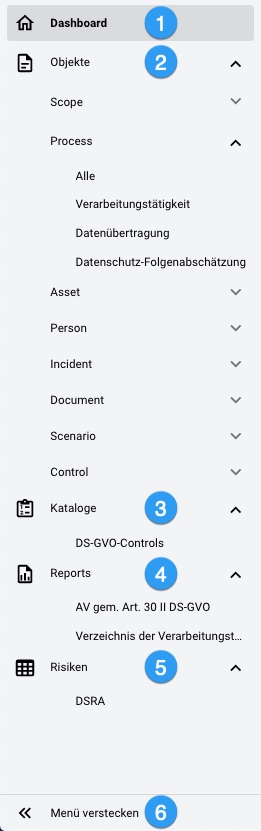 Dashboard 1
Objekte 2
Scope
Process
Alle
Verarbeitungstätigkeit
Datenübertragung
Datenschutz-Folgenabschätzung
Asset
Person
Incident
Document
Scenario
Control
Kataloge 3
DS-GVO-Controls
Reports 4
AV gem. Art. 30 II DS-GVO
Verzeichnis der Verarbeitungst...
Risiken 5
DSRA
Menü verstecken 6